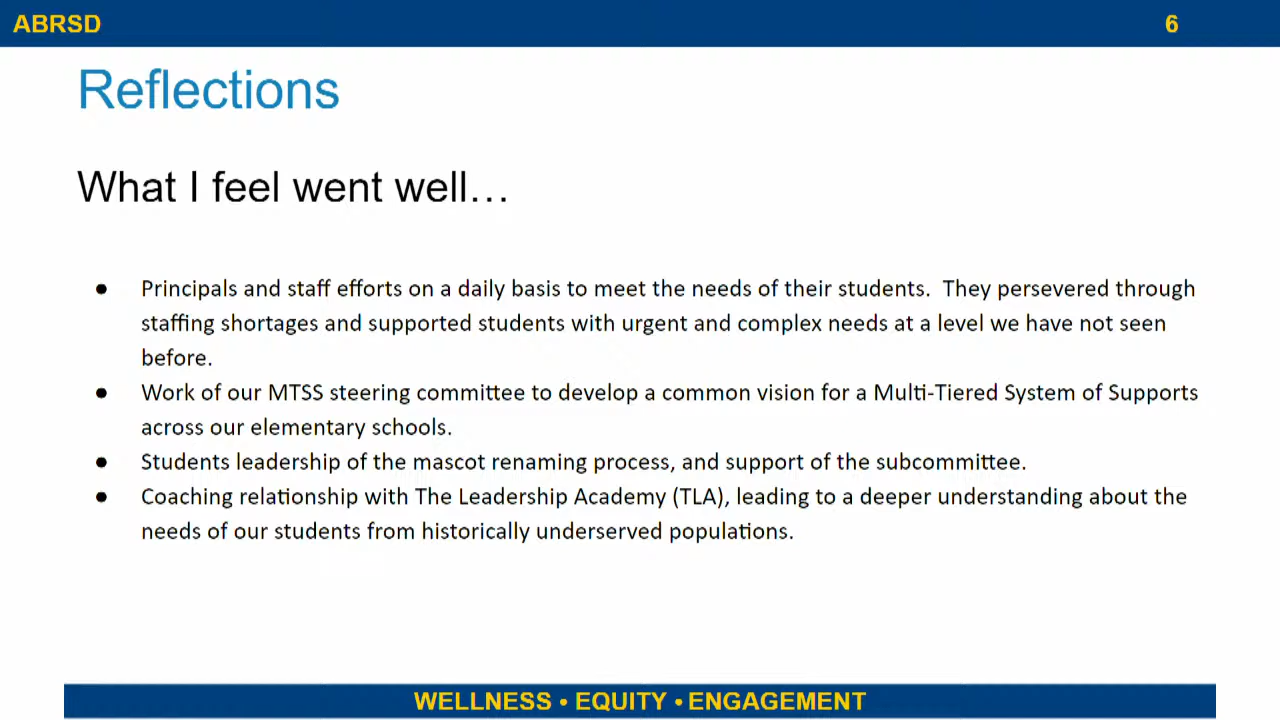 ABRSD
6
Reflections
What I feel went well…
● Principals and staff efforts on a daily basis to meet the needs of their students.  They persevered through
staffing shortages and supported students with urgent and complex needs at a level we have not seen
before.
● Work of our MTSS steering committee to develop a common vision for a Multi-Tiered System of Supports
across our elementary schools.
● Students leadership of the mascot renaming process, and support of the subcommittee.
● Coaching relationship with The Leadership Academy (TLA), leading to a deeper understanding about the
needs of our students from historically underserved populations.
WELLNESS • EQUITY • ENGAGEMENT